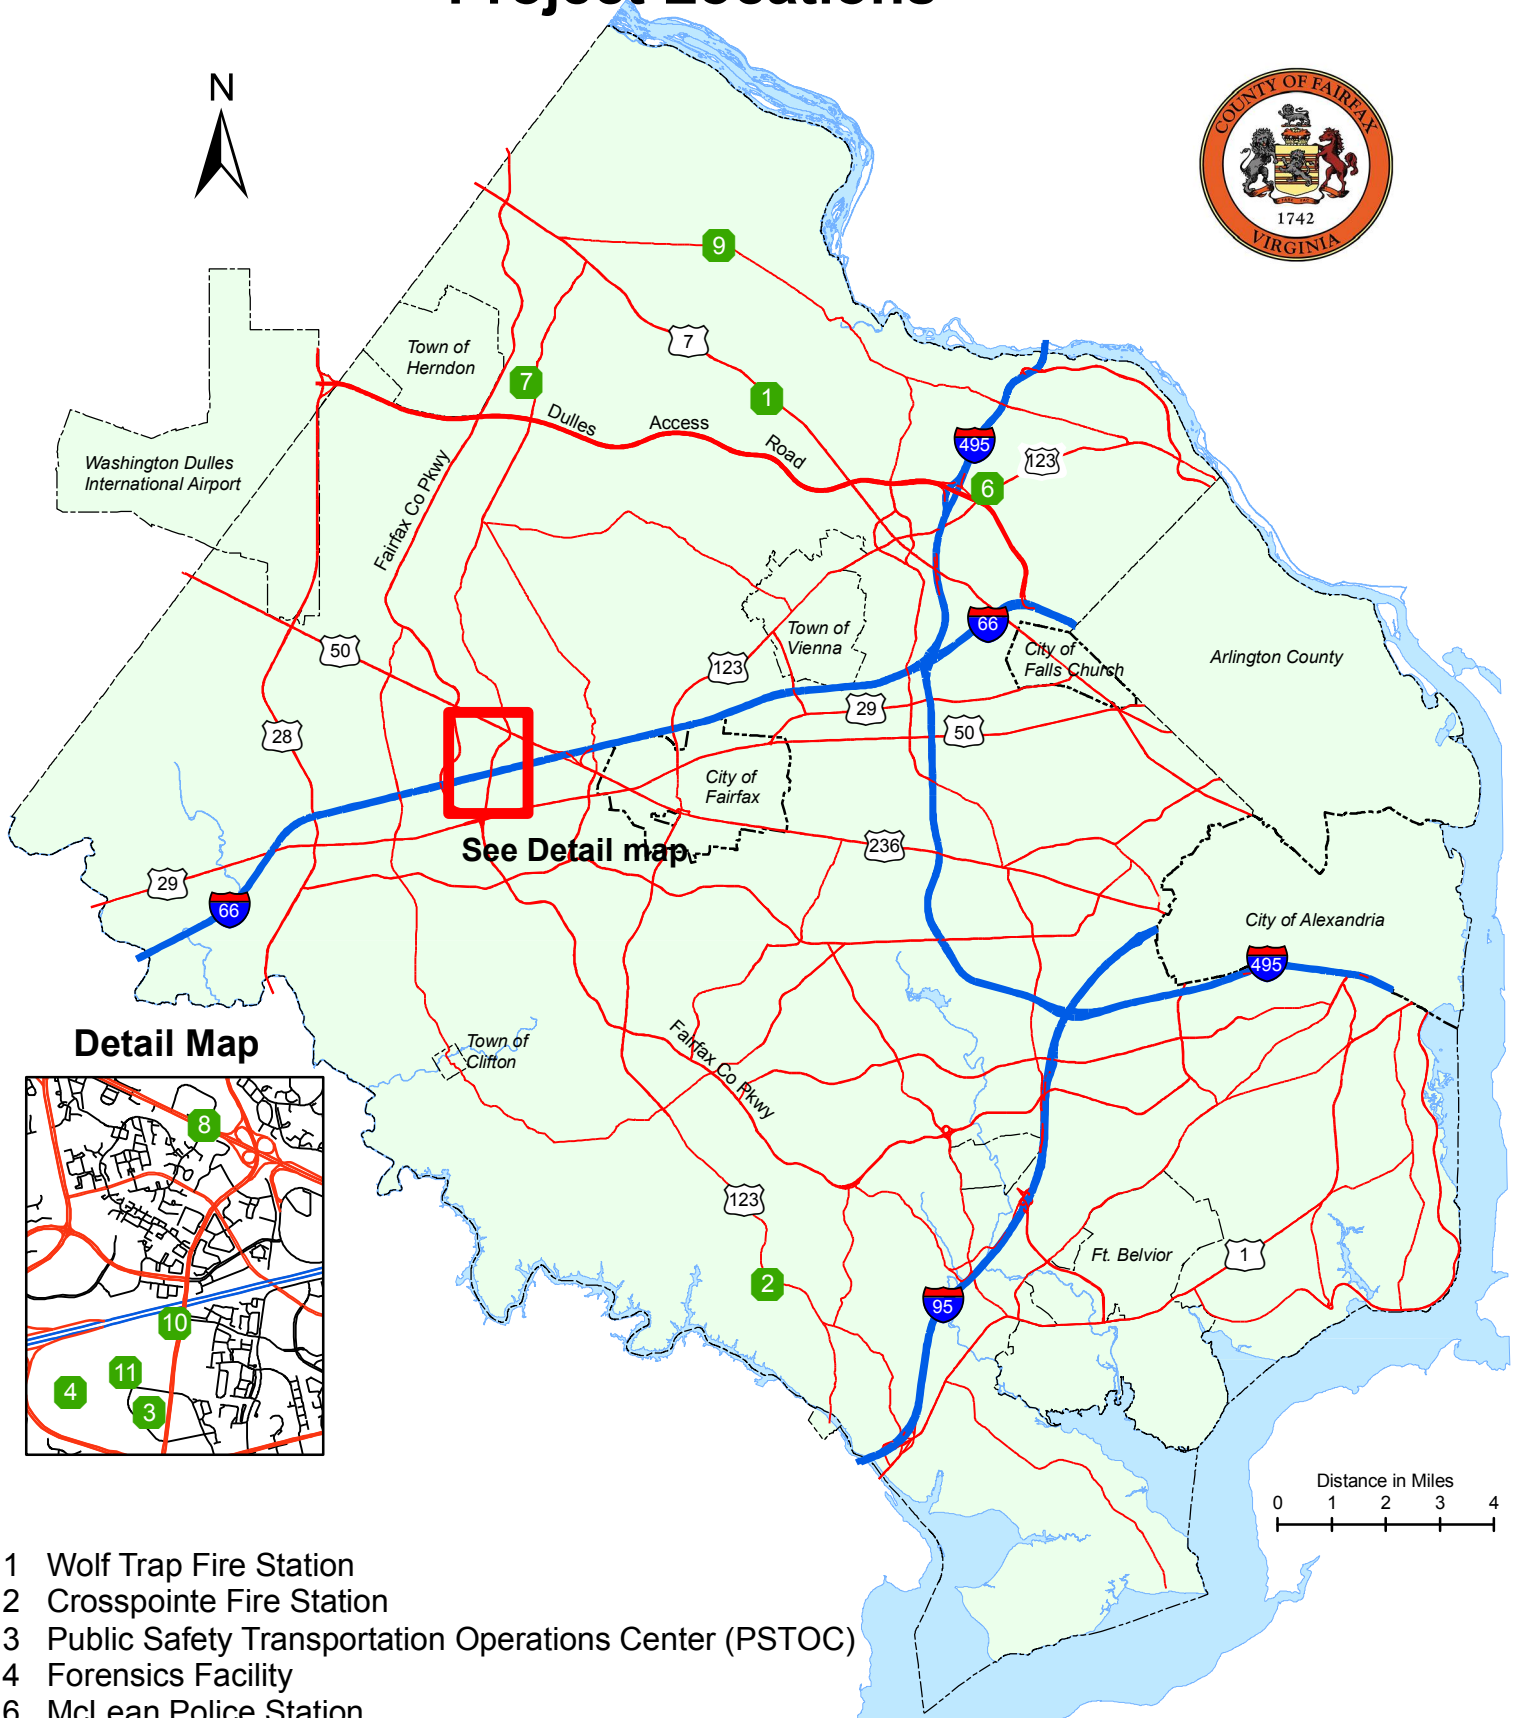 Project Locations
N
COUNTY OF FAIRFAX
1742
VIRGINIA
9
Town of
Herndon
7
7
1
Dulles
Access
Road
495
123
6
Washington Dulles
International Airport
Fairfax Co Pkwy
66
Town of
Vienna
City of
Falls Church
Arlington County
50
123
29
50
28
City of
Fairfax
See Detail map
236
29
66
City of Alexandria
495
Detail Map
Town of
Clifton
Fairfax Co Pkwy
8
123
Ft. Belvior
1
2
95
10
11
4
3
Distance in Miles
0 1 2 3 4
1 Wolf Trap Fire Station
2 Crosspointe Fire Station
3 Public Safety Transportation Operations Center (PSTOC)
4 Forensics Facility
6 McLean Police Station